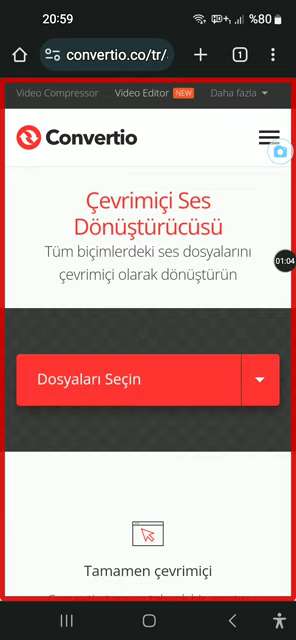 20:59
%80
convertio.co/tr/
1
Video Compressor Video Editor NEW Daha fazla
Convertio
Çevrimiçi Ses
Dönüştürücüsü
Tüm biçimlerdeki ses dosyalarını
çevrimiçi olarak dönüştürün
01:04
Dosyaları Seçin
Tamamen çevrimiçi